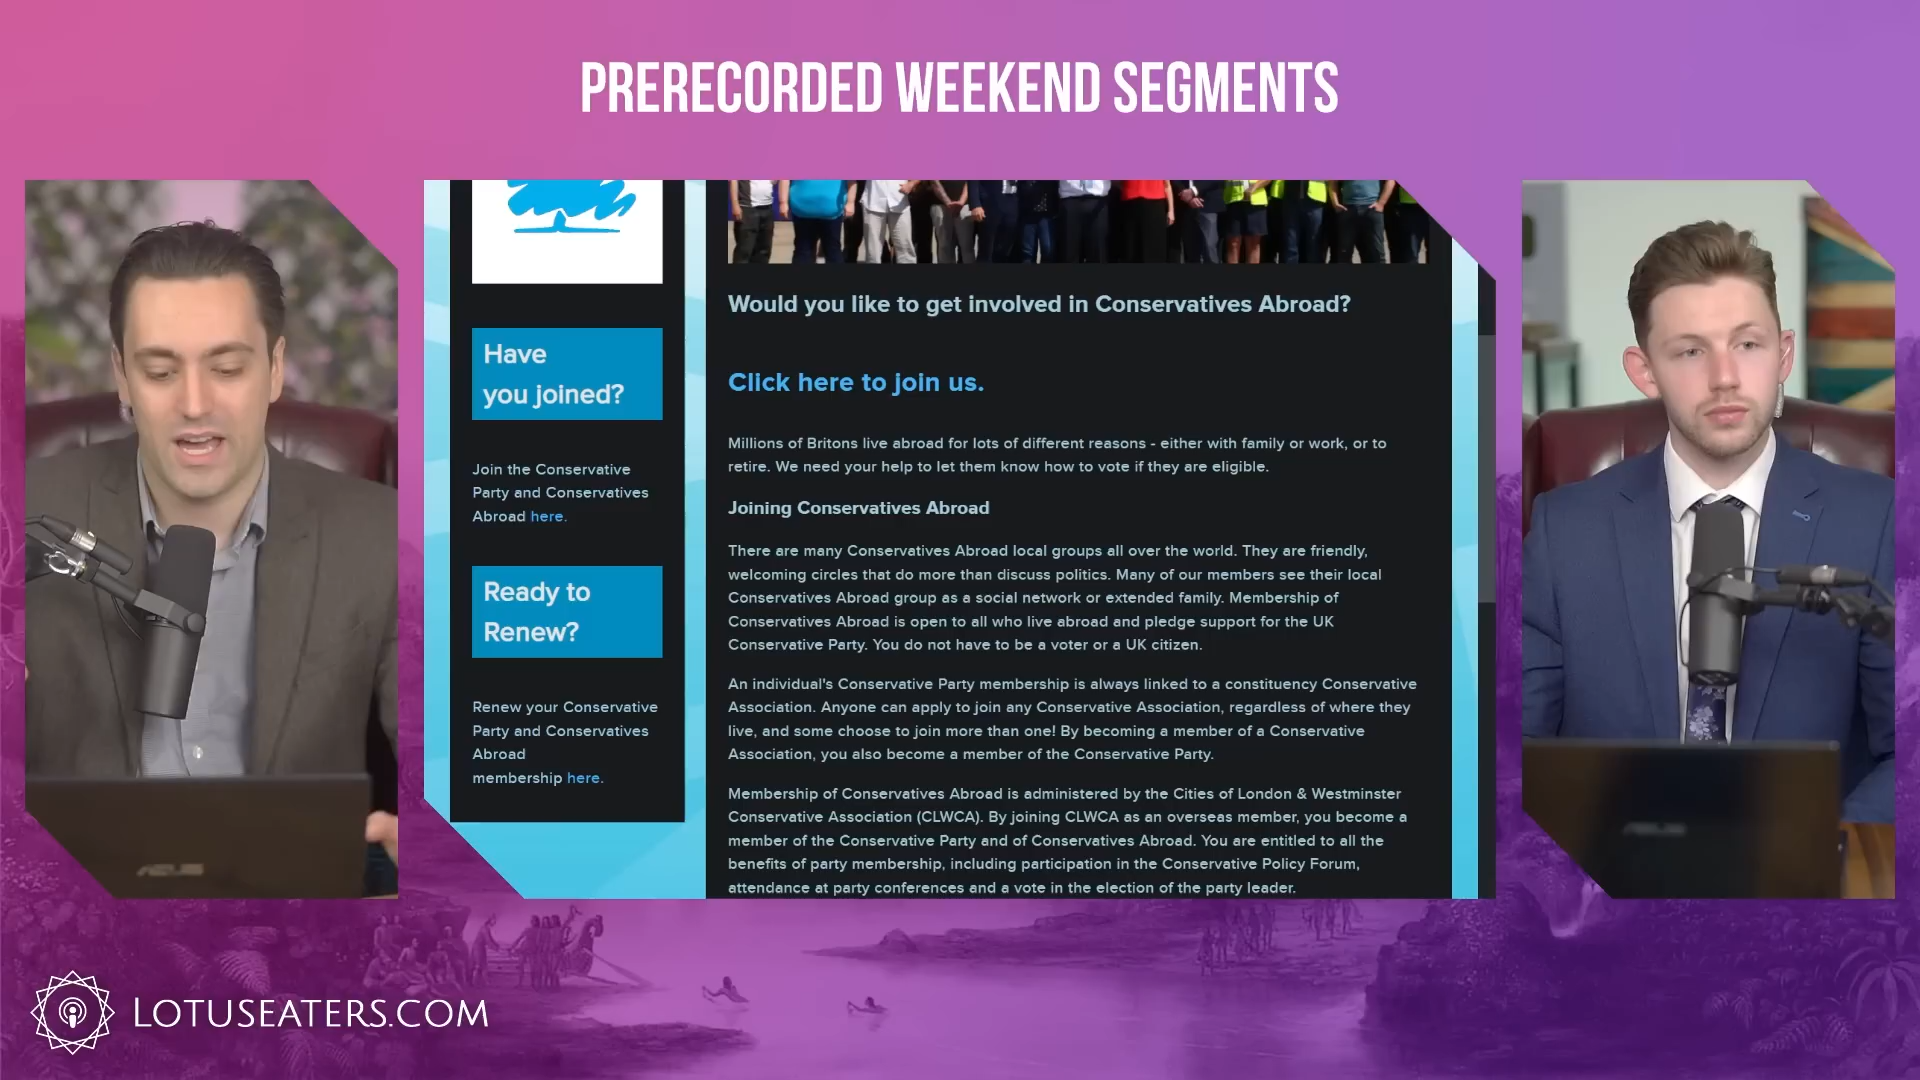 PRERECORDED WEEKEND SEGMENTS
Have
you joined?
Join the Conservative
Party and Conservatives
Abroad here.
Ready to
Renew?
Renew your Conservative
Party and Conservatives
Abroad
membership here.
Would you like to get involved in Conservatives Abroad?
Click here to join us.
Millions of Britons live abroad for lots of different reasons - either with family or work, or to
retire. We need your help to let them know how to vote if they are eligible.
Joining Conservatives Abroad
There are many Conservatives Abroad local groups all over the world. They are friendly,
welcoming circles that do more than discuss politics. Many of our members see their local
Conservatives Abroad group as a social network or extended family. Membership of
Conservatives Abroad is open to all who live abroad and pledge support for the UK
Conservative Party. You do not have to be a voter or a UK citizen.
An individual's Conservative Party membership is always linked to a constituency Conservative
Association. Anyone can apply to join any Conservative Association, regardless of where they
live, and some choose to join more than one! By becoming a member of a Conservative
Association, you also become a member of the Conservative Party.
Membership of Conservatives Abroad is administered by the Cities of London & Westminster
Conservative Association (CLWCA). By joining CLWCA as an overseas member, you become a
member of the Conservative Party and of Conservatives Abroad. You are entitled to all the
benefits of party membership, including participation in the Conservative Policy Forum,
attendance at party conferences and a vote in the election of the party leader.
ASUS
ASUS
LOTUSEATERS.COM